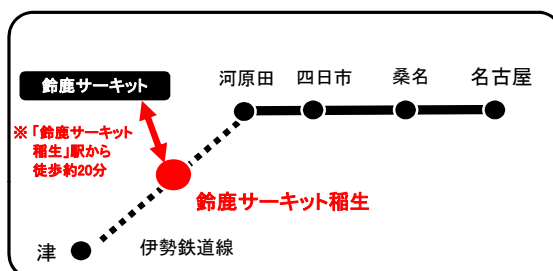 鈴鹿サーキット
河原田
四日市
桑名
名古屋
※「鈴鹿サーキット
稲生」駅から
徒歩約20分
鈴鹿サーキット稲生
津
伊勢鉄道線